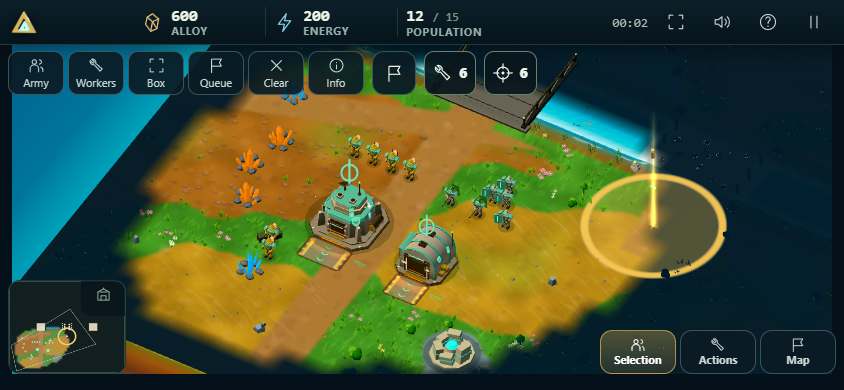 600
ALLOY
200
ENERGY
12 / 15
POPULATION
00:02
Army
Workers
Box
Queue
Clear
Info
6
6
Selection
Actions
Map